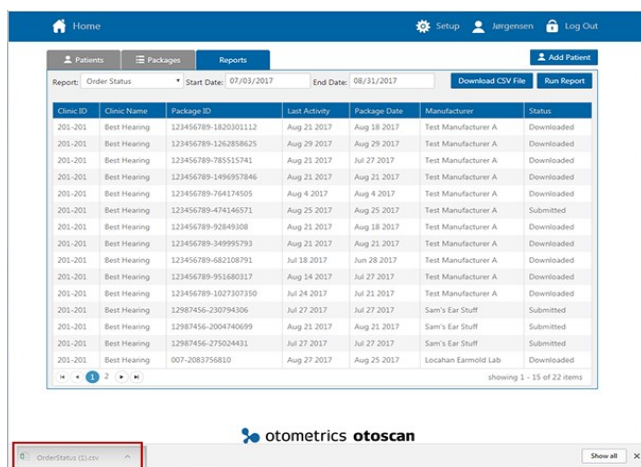 Home Setup Jørgensen Log Out
Patients Packages Reports Add Patient
Report: Order Status Start Date: 07/03/2017 End Date: 08/31/2017 Download CSV File Run Report
Clinic ID Clinic Name Package ID Last Activity Package Date Manufacturer Status
201-201 Best Hearing 123456789-1820301112 Aug 21 2017 Aug 18 2017 Test Manufacturer A Downloaded
201-201 Best Hearing 123456789-1262858625 Aug 29 2017 Aug 29 2017 Test Manufacturer A Downloaded
201-201 Best Hearing 123456789-785515741 Aug 21 2017 Jul 27 2017 Test Manufacturer A Downloaded
201-201 Best Hearing 123456789-1496957846 Aug 21 2017 Aug 21 2017 Test Manufacturer A Downloaded
201-201 Best Hearing 123456789-764174505 Aug 4 2017 Aug 4 2017 Test Manufacturer A Downloaded
201-201 Best Hearing 123456789-474146571 Aug 25 2017 Aug 25 2017 Test Manufacturer A Submitted
201-201 Best Hearing 123456789-92849308 Aug 21 2017 Aug 18 2017 Test Manufacturer A Downloaded
201-201 Best Hearing 123456789-349995793 Aug 21 2017 Aug 21 2017 Test Manufacturer A Downloaded
201-201 Best Hearing 123456789-682108791 Jul 18 2017 Jun 28 2017 Test Manufacturer A Downloaded
201-201 Best Hearing 123456789-951680317 Aug 14 2017 Jul 27 2017 Test Manufacturer A Downloaded
201-201 Best Hearing 123456789-1027307350 Jul 24 2017 Jul 21 2017 Test Manufacturer A Downloaded
201-201 Best Hearing 12987456-230794306 Jul 27 2017 Jul 27 2017 Sam's Ear Stuff Submitted
201-201 Best Hearing 12987456-2004740699 Aug 21 2017 Aug 21 2017 Sam's Ear Stuff Submitted
201-201 Best Hearing 12987456-275024431 Jul 27 2017 Jul 27 2017 Sam's Ear Stuff Submitted
201-201 Best Hearing 007-2083756810 Aug 27 2017 Aug 25 2017 Locahan Earmold Lab Downloaded
1 2 showing 1 - 15 of 22 items
otometrics otoscan
OrderStatus (1).csv Show all